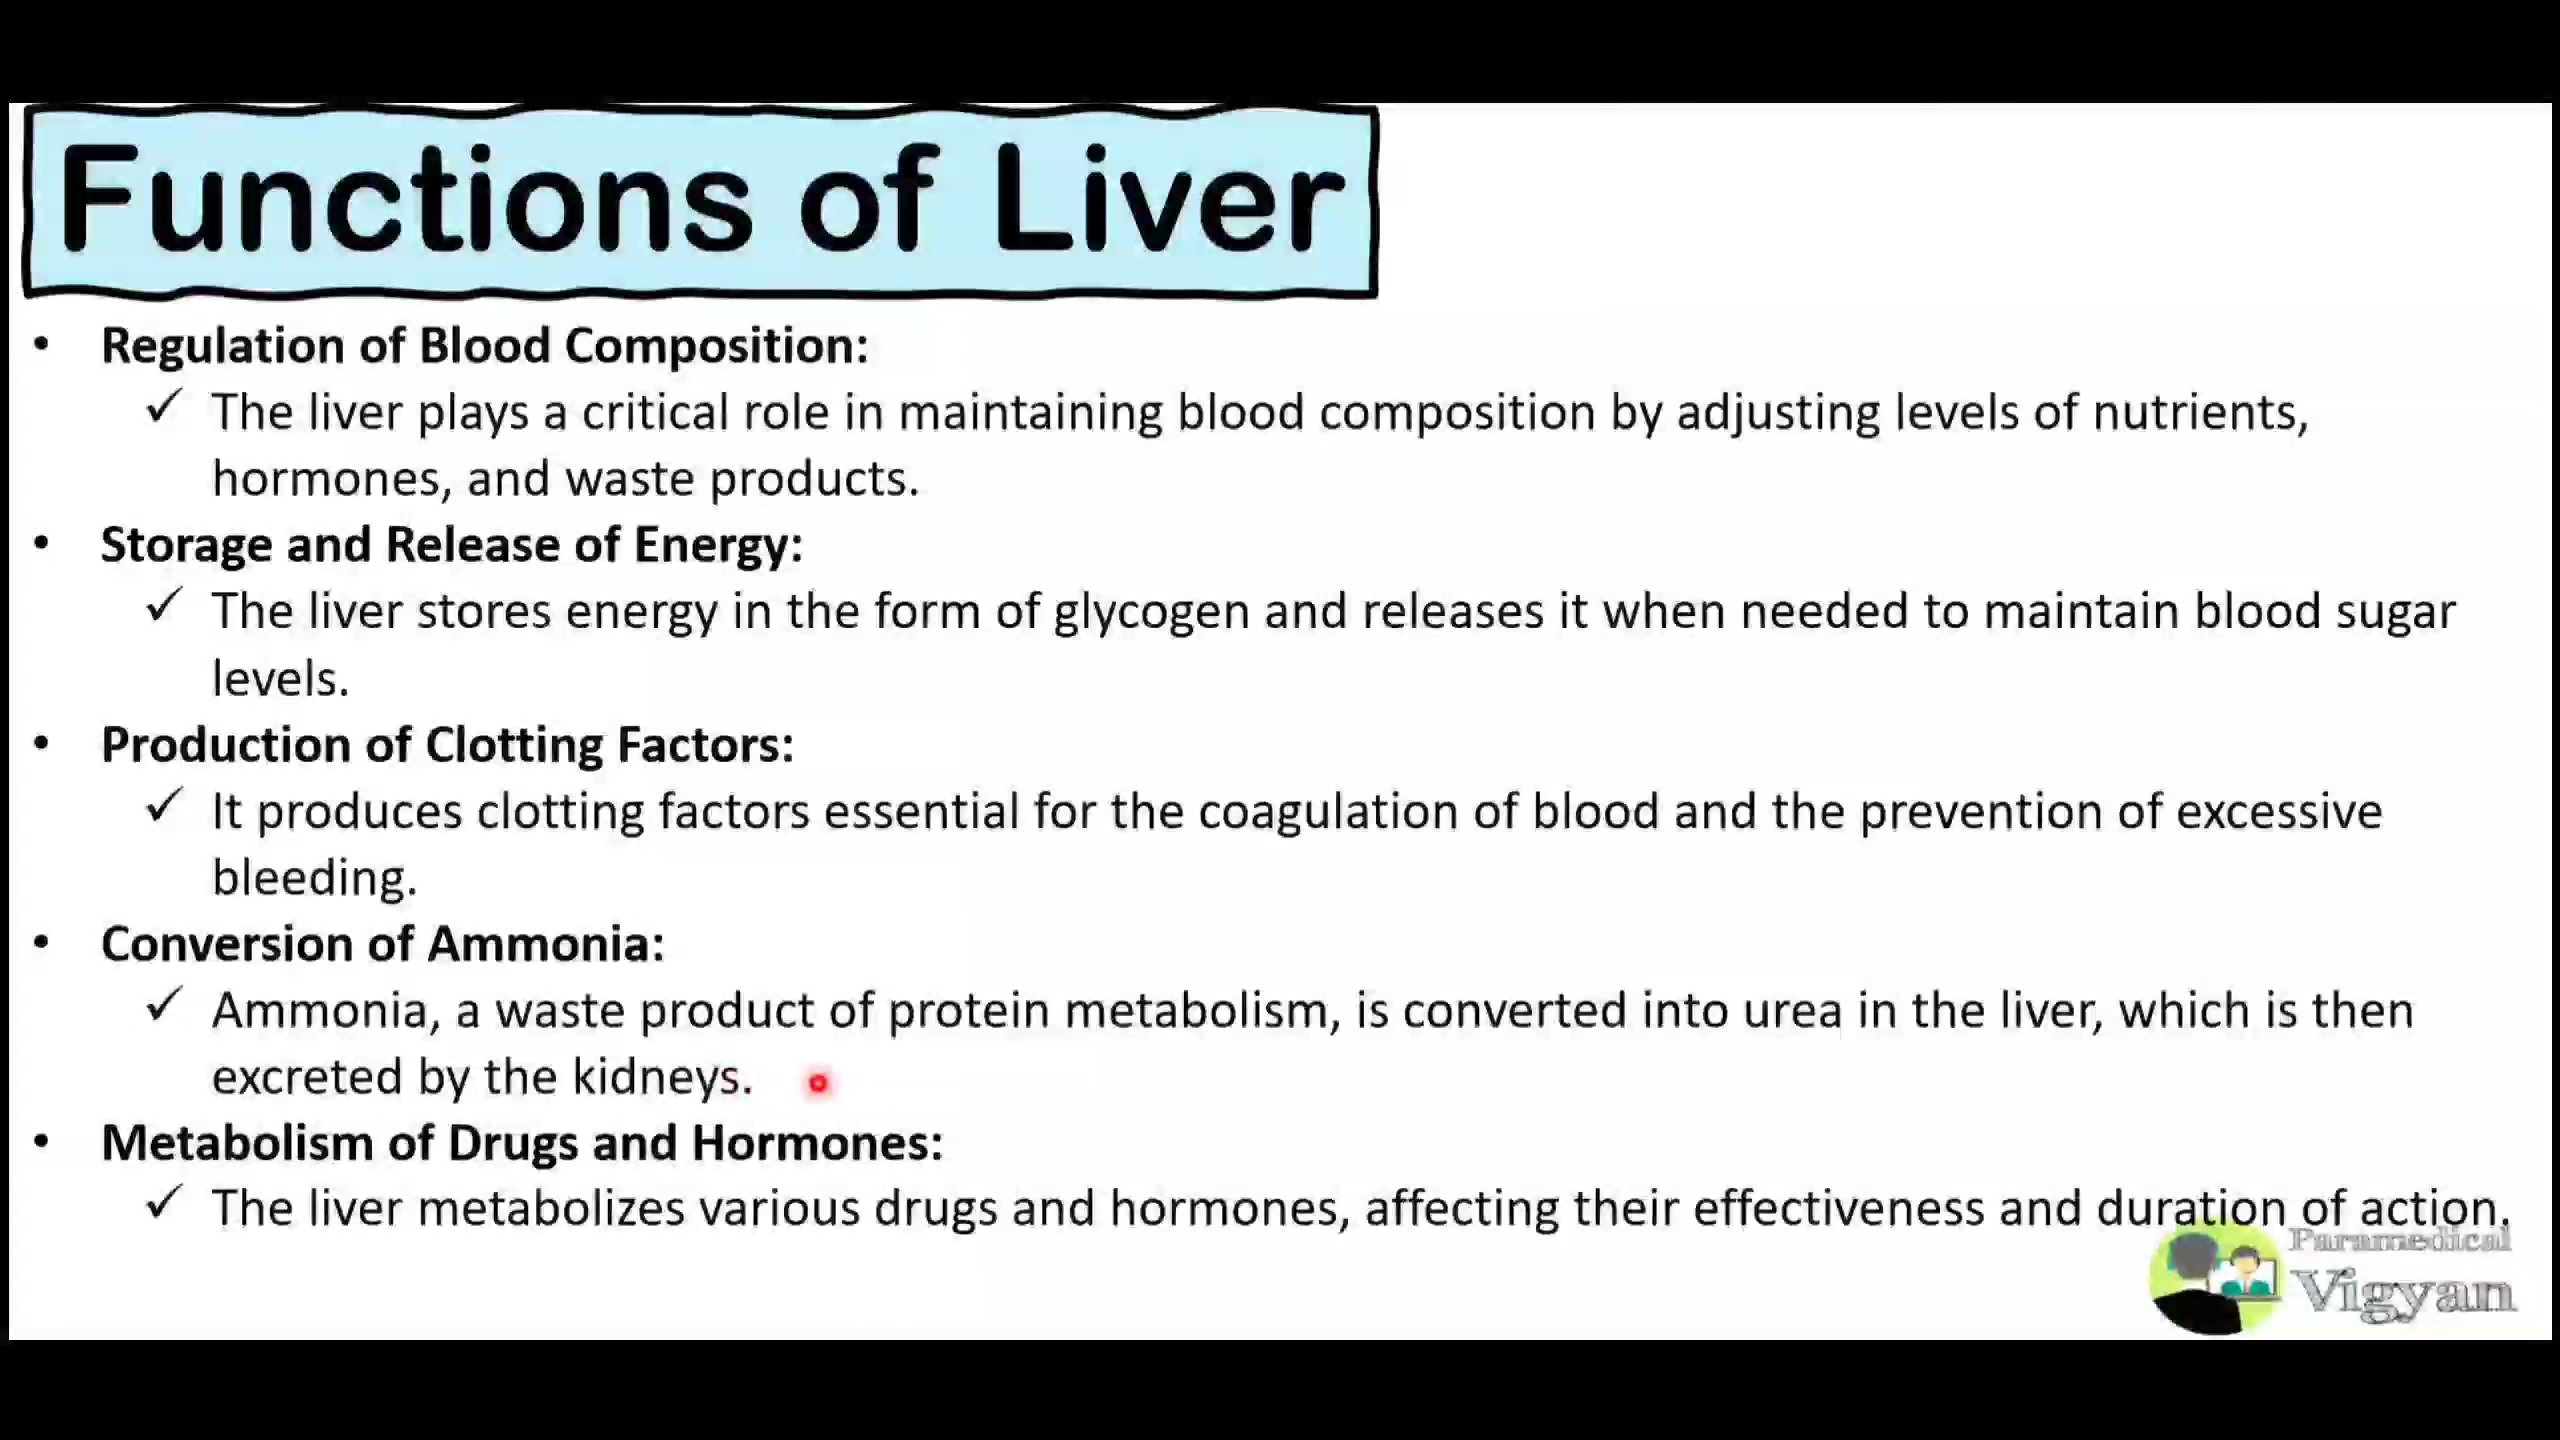 Functions of Liver
• Regulation of Blood Composition:
✓ The liver plays a critical role in maintaining blood composition by adjusting levels of nutrients,
hormones, and waste products.
• Storage and Release of Energy:
✓ The liver stores energy in the form of glycogen and releases it when needed to maintain blood sugar
levels.
• Production of Clotting Factors:
✓ It produces clotting factors essential for the coagulation of blood and the prevention of excessive
bleeding.
• Conversion of Ammonia:
✓ Ammonia, a waste product of protein metabolism, is converted into urea in the liver, which is then
excreted by the kidneys.
• Metabolism of Drugs and Hormones:
✓ The liver metabolizes various drugs and hormones, affecting their effectiveness and duration of action.
Paramedical
Vigyan